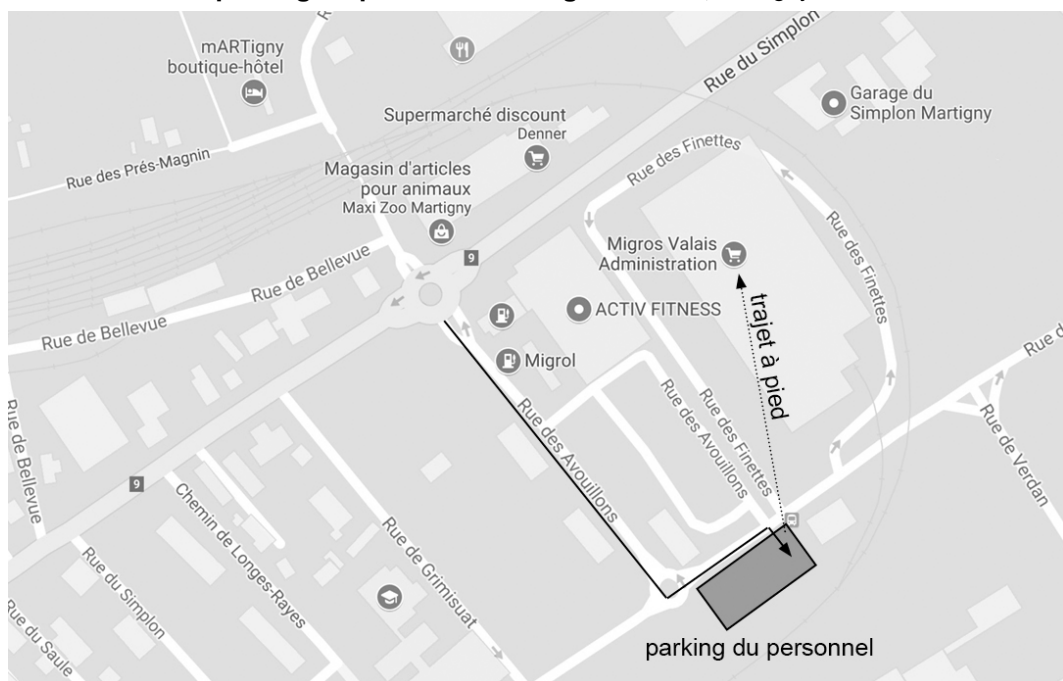 mARTigny
boutique-hôtel
Rue du Simplon
Garage du
Simplon Martigny
Supermarché discount
Denner
Rue des Finettes
Rue des Prés-Magnin
Magasin d'articles
pour animaux
Maxi Zoo Martigny
Rue des Finettes
Migros Valais
Administration
9
Rue de Bellevue
ACTIV FITNESS
trajet à pied
Rue de Bellevue
Migrol
Rue des Avouillons
Rue des Finettes
Rue des Avouillons
Rue de Verdan
Rue de Bellevue
9
Chemin de Longes-Rayes
Rue de Grimisuat
Rue du Simplon
Rue du Saule
parking du personnel